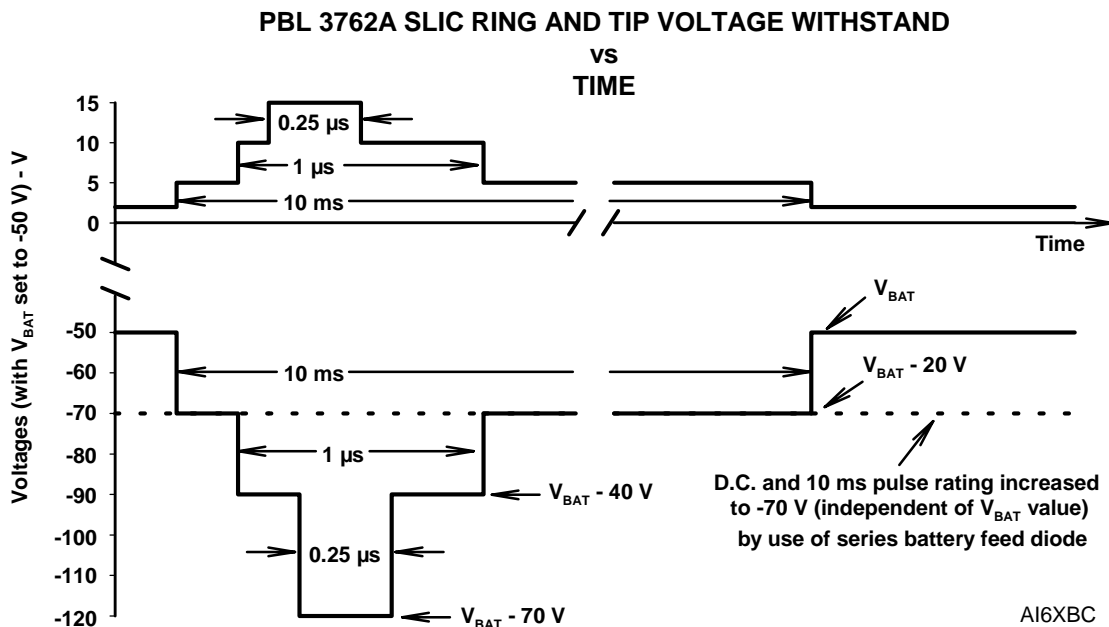 PBL 3762A SLIC RING AND TIP VOLTAGE WITHSTAND
vs
TIME
Voltages (with VBAT set to -50 V) - V
15
10
5
0
0.25 µs
1 µs
10 ms
Time
-50
-60
-70
-80
-90
-100
-110
-120
10 ms
1 µs
0.25 µs
VBAT
VBAT - 20 V
VBAT - 40 V
VBAT - 70 V
D.C. and 10 ms pulse rating increased
to -70 V (independent of VBAT value)
by use of series battery feed diode
AI6XBC